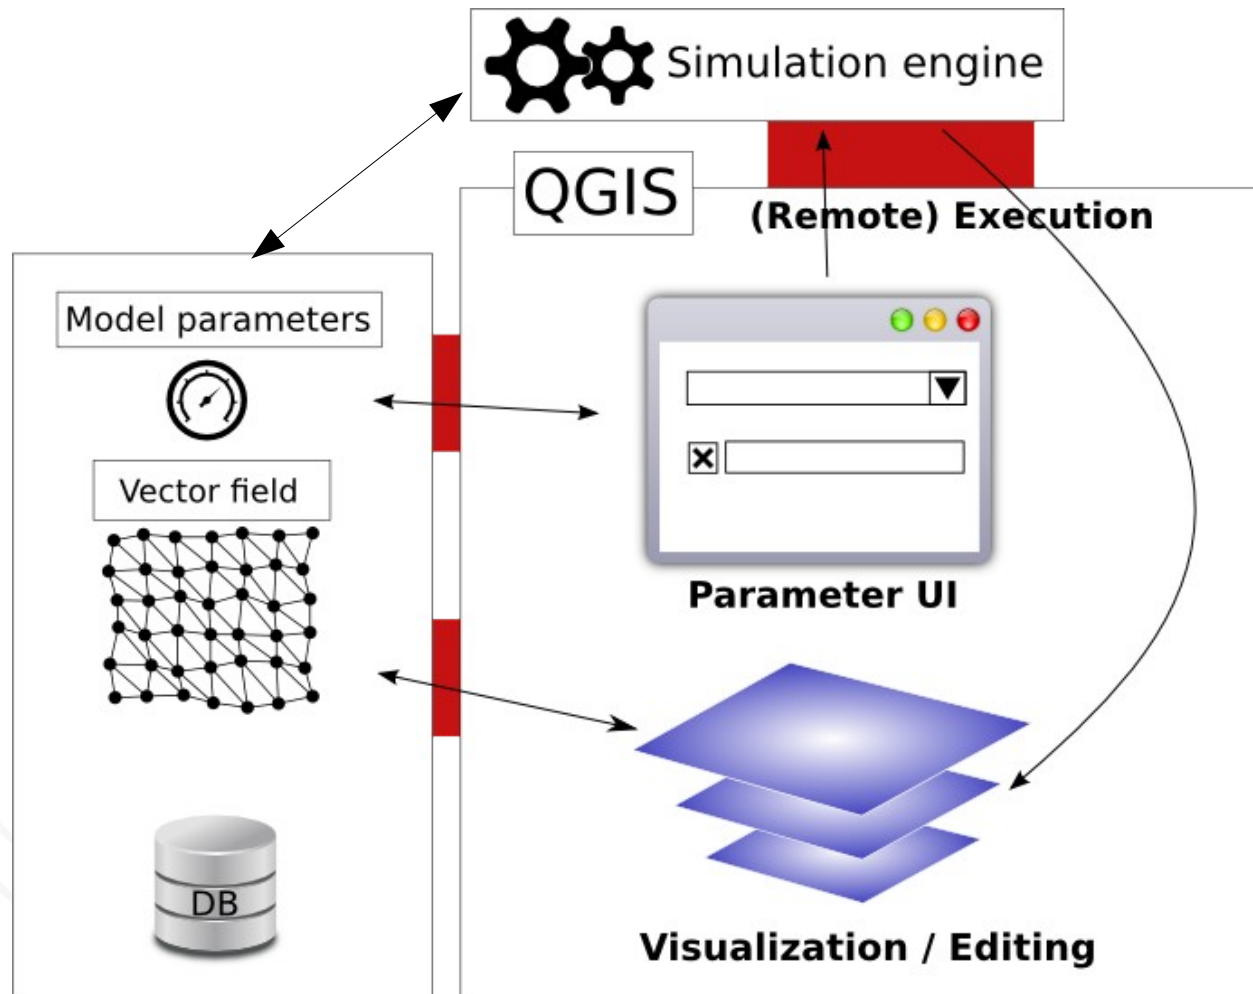 Simulation engine
QGIS
(Remote) Execution
Model parameters
Vector field
Parameter UI
DB
Visualization / Editing